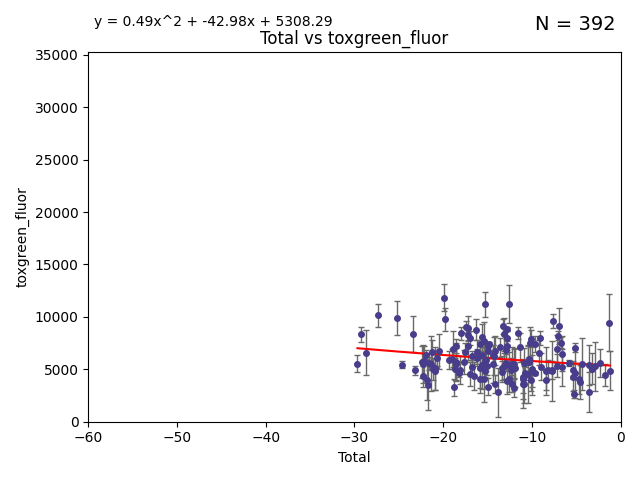 y = 0.49x^2 + -42.98x + 5308.29
N = 392
Total vs toxgreen_fluor
35000
30000
25000
20000
15000
10000
5000
0
toxgreen_fluor
−60 −50 −40 −30 −20 −10 0
Total